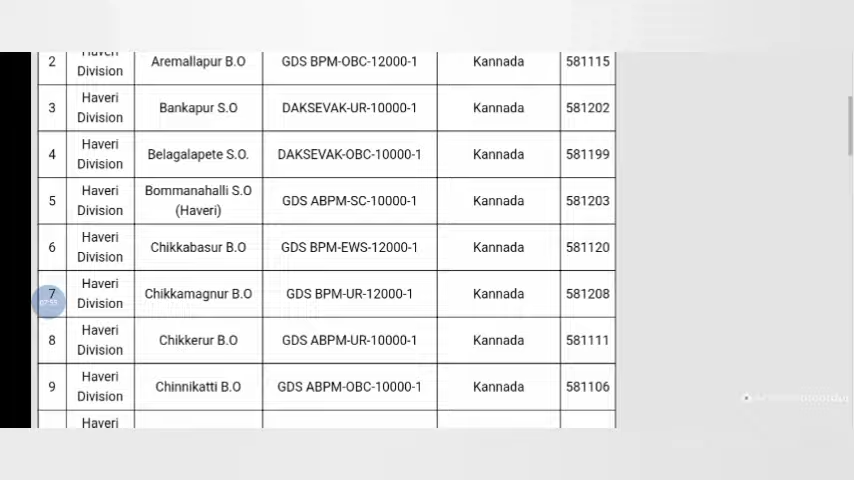 2 Haveri Division Aremallapur B.O GDS BPM-OBC-12000-1 Kannada 581115
3 Haveri Division Bankapur S.O DAKSEVAK-UR-10000-1 Kannada 581202
4 Haveri Division Belagalapete S.O. DAKSEVAK-OBC-10000-1 Kannada 581199
5 Haveri Division Bommanahalli S.O (Haveri) GDS ABPM-SC-10000-1 Kannada 581203
6 Haveri Division Chikkabasur B.O GDS BPM-EWS-12000-1 Kannada 581120
7 Haveri Division Chikkamagnur B.O GDS BPM-UR-12000-1 Kannada 581208
8 Haveri Division Chikkerur B.O GDS ABPM-UR-10000-1 Kannada 581111
9 Haveri Division Chinnikatti B.O GDS ABPM-OBC-10000-1 Kannada 581106
Haveri